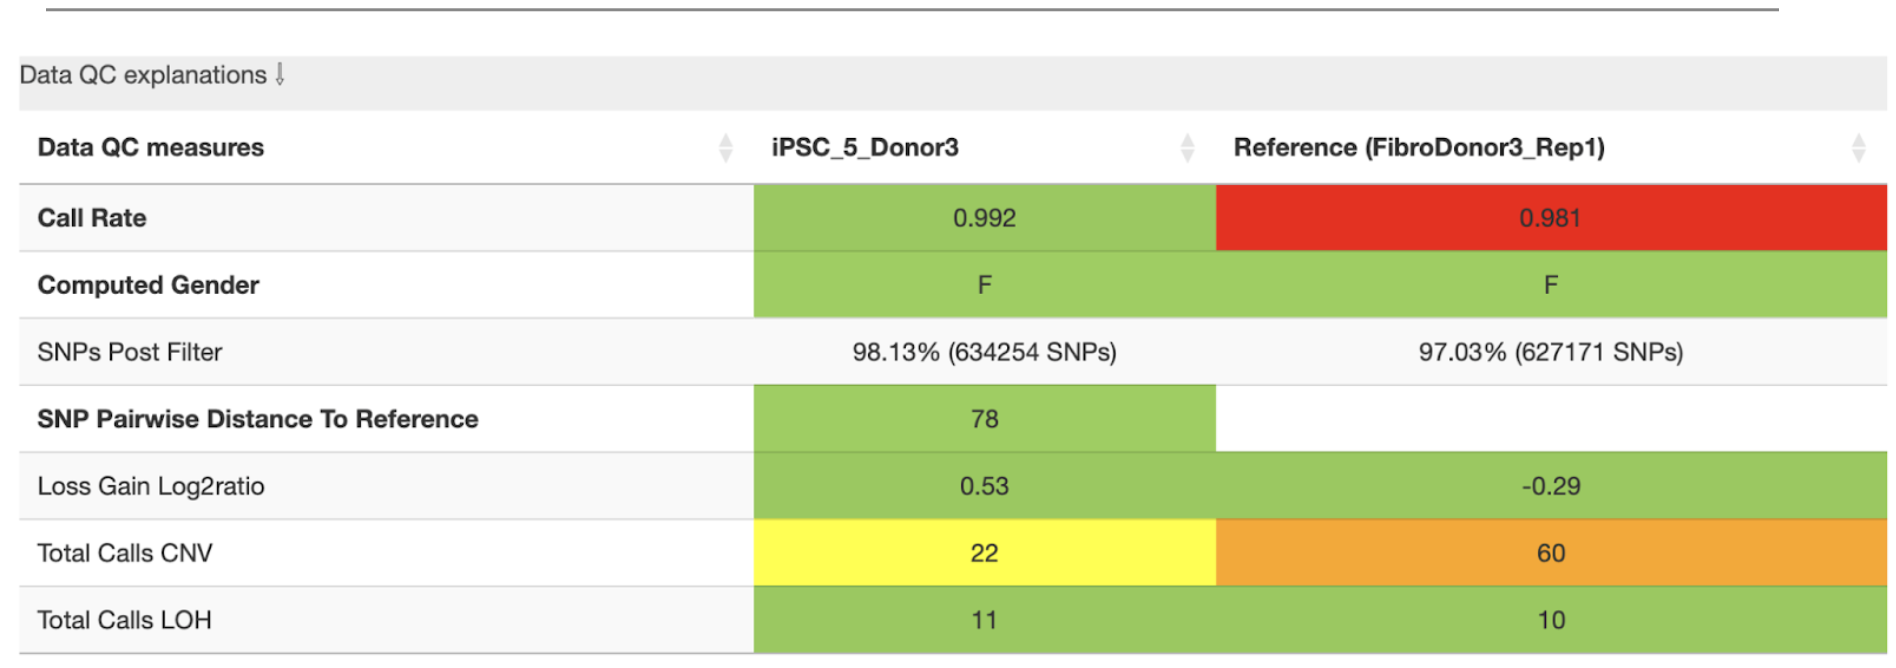 Data QC explanations ⇩
Data QC measures iPSC_5_Donor3 Reference (FibroDonor3_Rep1)
Call Rate 0.992 0.981
Computed Gender F F
SNPs Post Filter 98.13% (634254 SNPs) 97.03% (627171 SNPs)
SNP Pairwise Distance To Reference 78
Loss Gain Log2ratio 0.53 -0.29
Total Calls CNV 22 60
Total Calls LOH 11 10